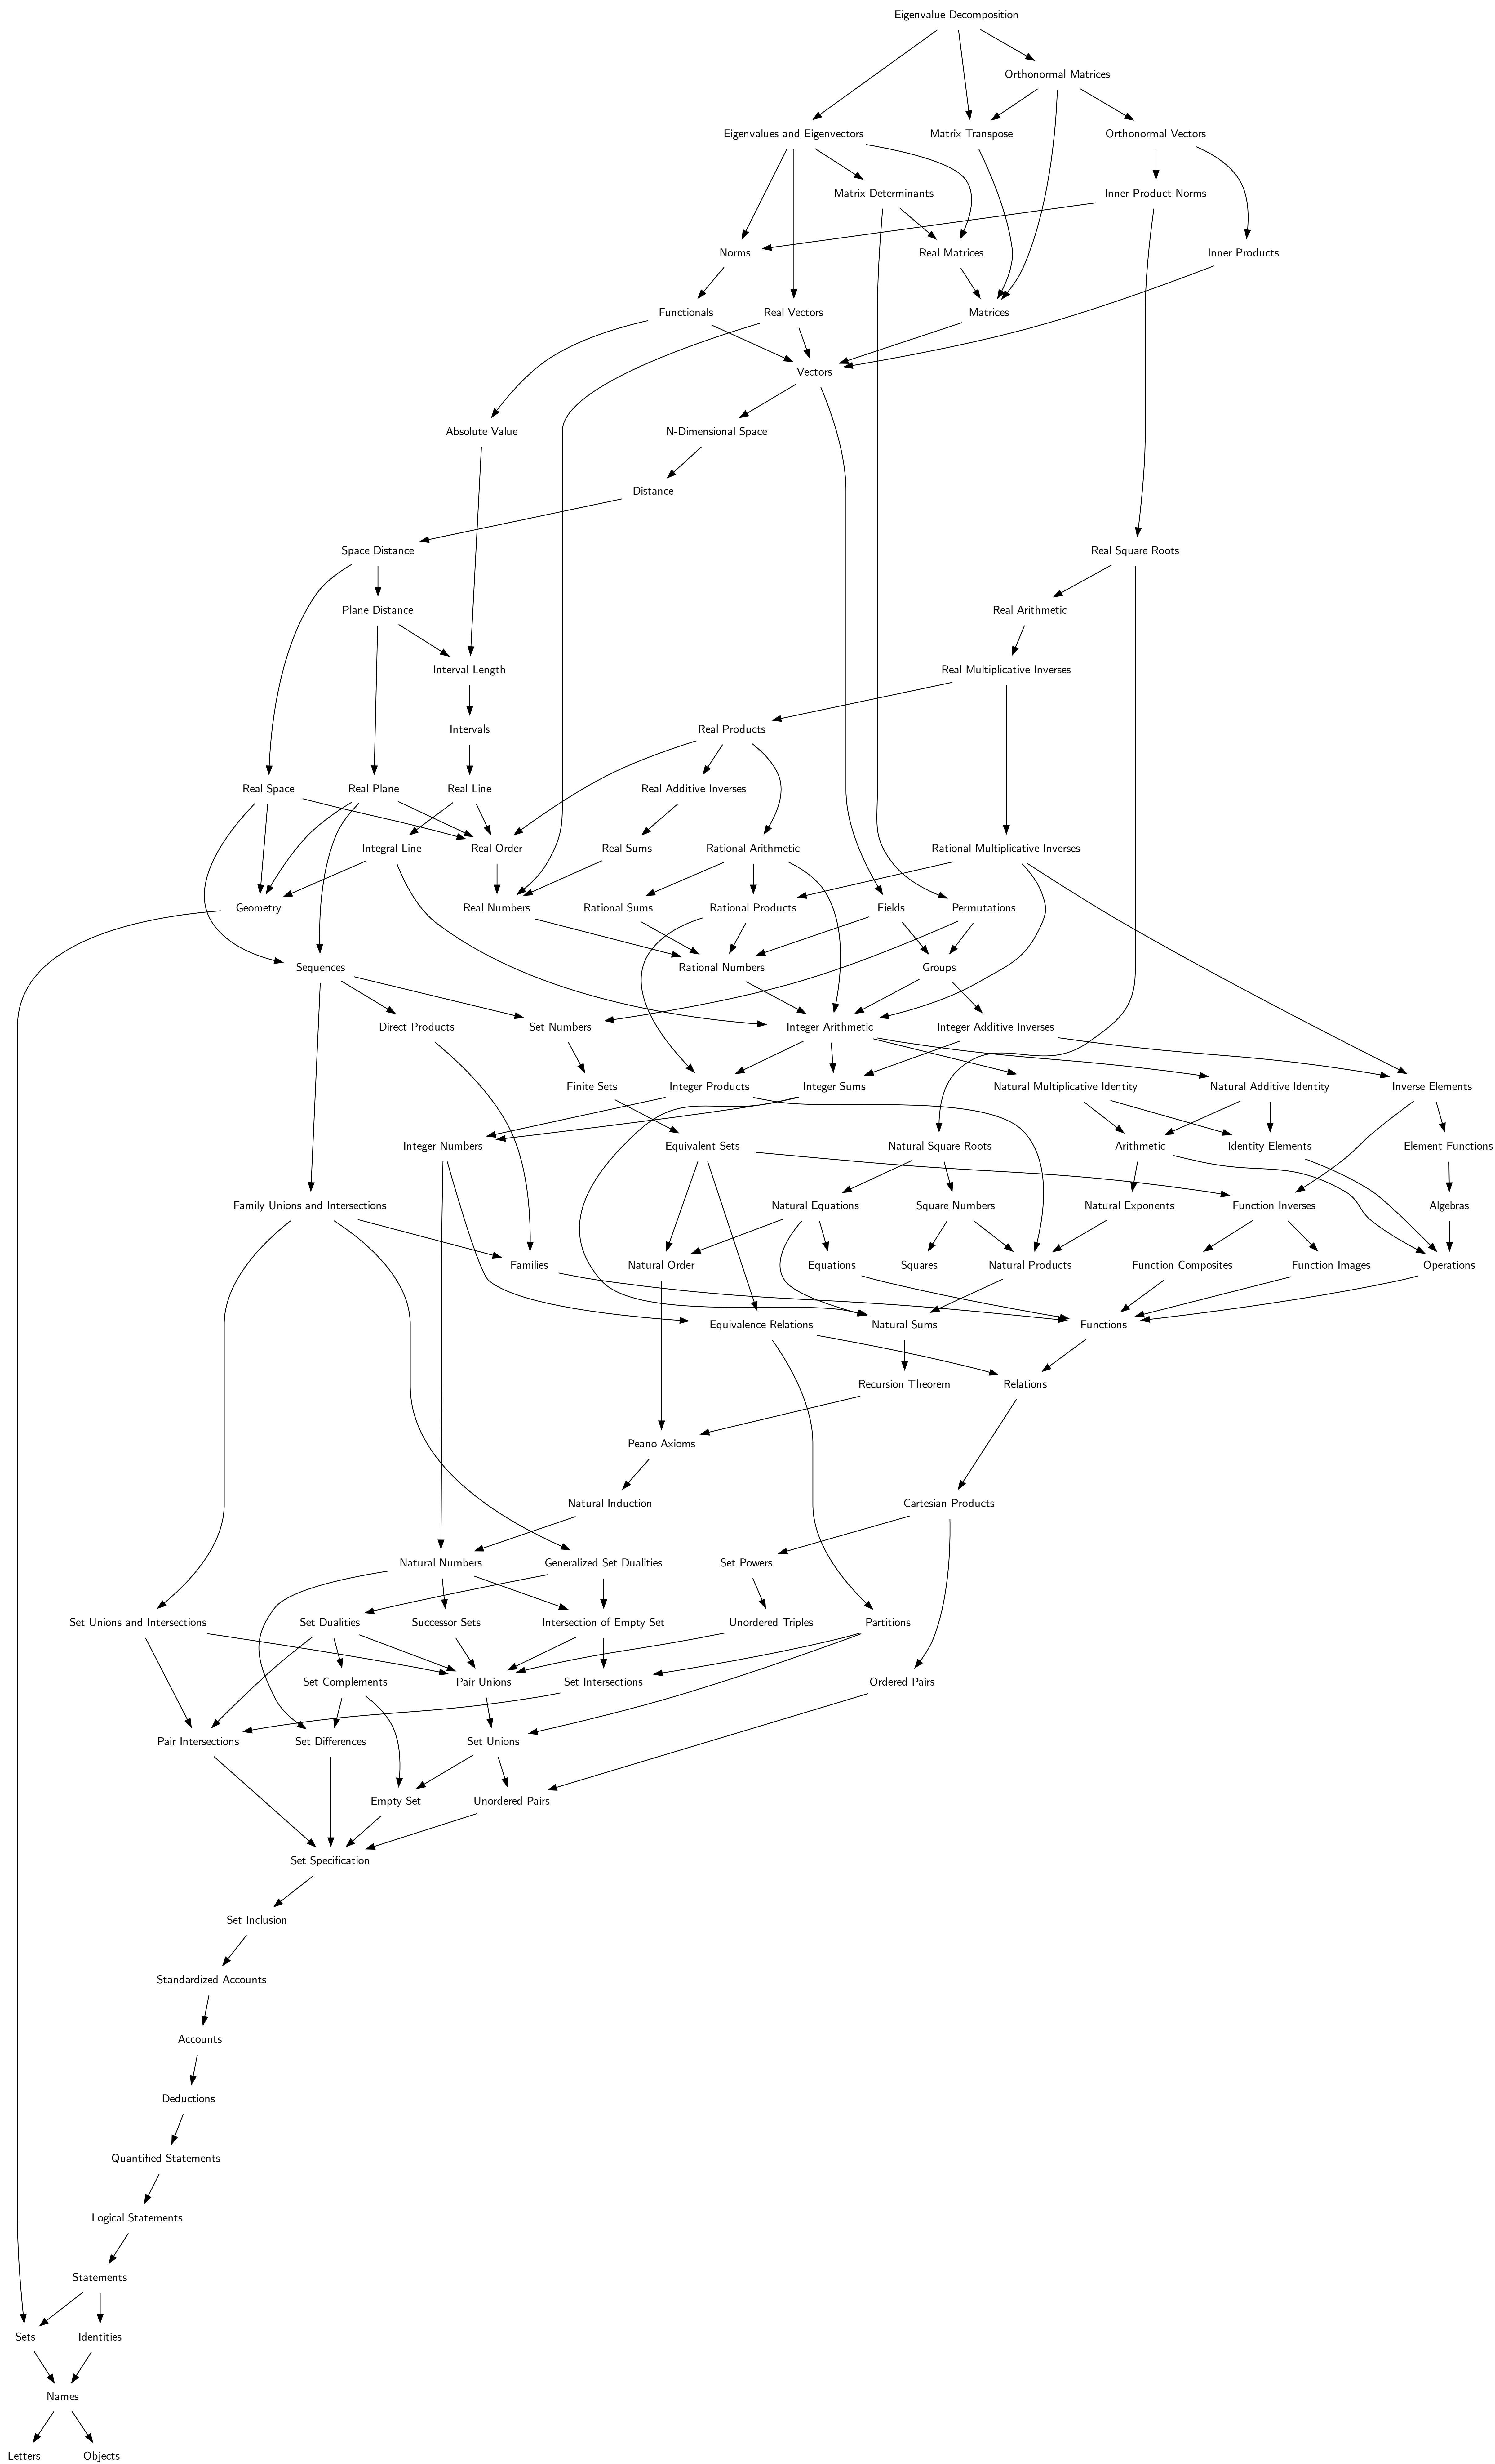 Eigenvalue Decomposition
Orthonormal Matrices
Eigenvalues and Eigenvectors
Matrix Transpose
Orthonormal Vectors
Matrix Determinants
Inner Product Norms
Norms
Real Matrices
Inner Products
Functionals
Real Vectors
Matrices
Vectors
Absolute Value
N-Dimensional Space
Distance
Space Distance
Real Square Roots
Plane Distance
Real Arithmetic
Interval Length
Real Multiplicative Inverses
Intervals
Real Products
Real Space
Real Plane
Real Line
Real Additive Inverses
Integral Line
Real Order
Real Sums
Rational Arithmetic
Rational Multiplicative Inverses
Geometry
Real Numbers
Rational Sums
Rational Products
Fields
Permutations
Sequences
Rational Numbers
Groups
Direct Products
Set Numbers
Integer Arithmetic
Integer Additive Inverses
Finite Sets
Integer Products
Integer Sums
Natural Multiplicative Identity
Natural Additive Identity
Inverse Elements
Integer Numbers
Equivalent Sets
Natural Square Roots
Arithmetic
Identity Elements
Element Functions
Family Unions and Intersections
Natural Equations
Square Numbers
Natural Exponents
Function Inverses
Algebras
Families
Natural Order
Equations
Squares
Natural Products
Function Composites
Function Images
Operations
Equivalence Relations
Natural Sums
Functions
Recursion Theorem
Relations
Peano Axioms
Natural Induction
Cartesian Products
Natural Numbers
Generalized Set Dualities
Set Powers
Set Unions and Intersections
Set Dualities
Successor Sets
Intersection of Empty Set
Unordered Triples
Partitions
Set Complements
Pair Unions
Set Intersections
Ordered Pairs
Pair Intersections
Set Differences
Set Unions
Empty Set
Unordered Pairs
Set Specification
Set Inclusion
Standardized Accounts
Accounts
Deductions
Quantified Statements
Logical Statements
Statements
Sets
Identities
Names
Letters
Objects